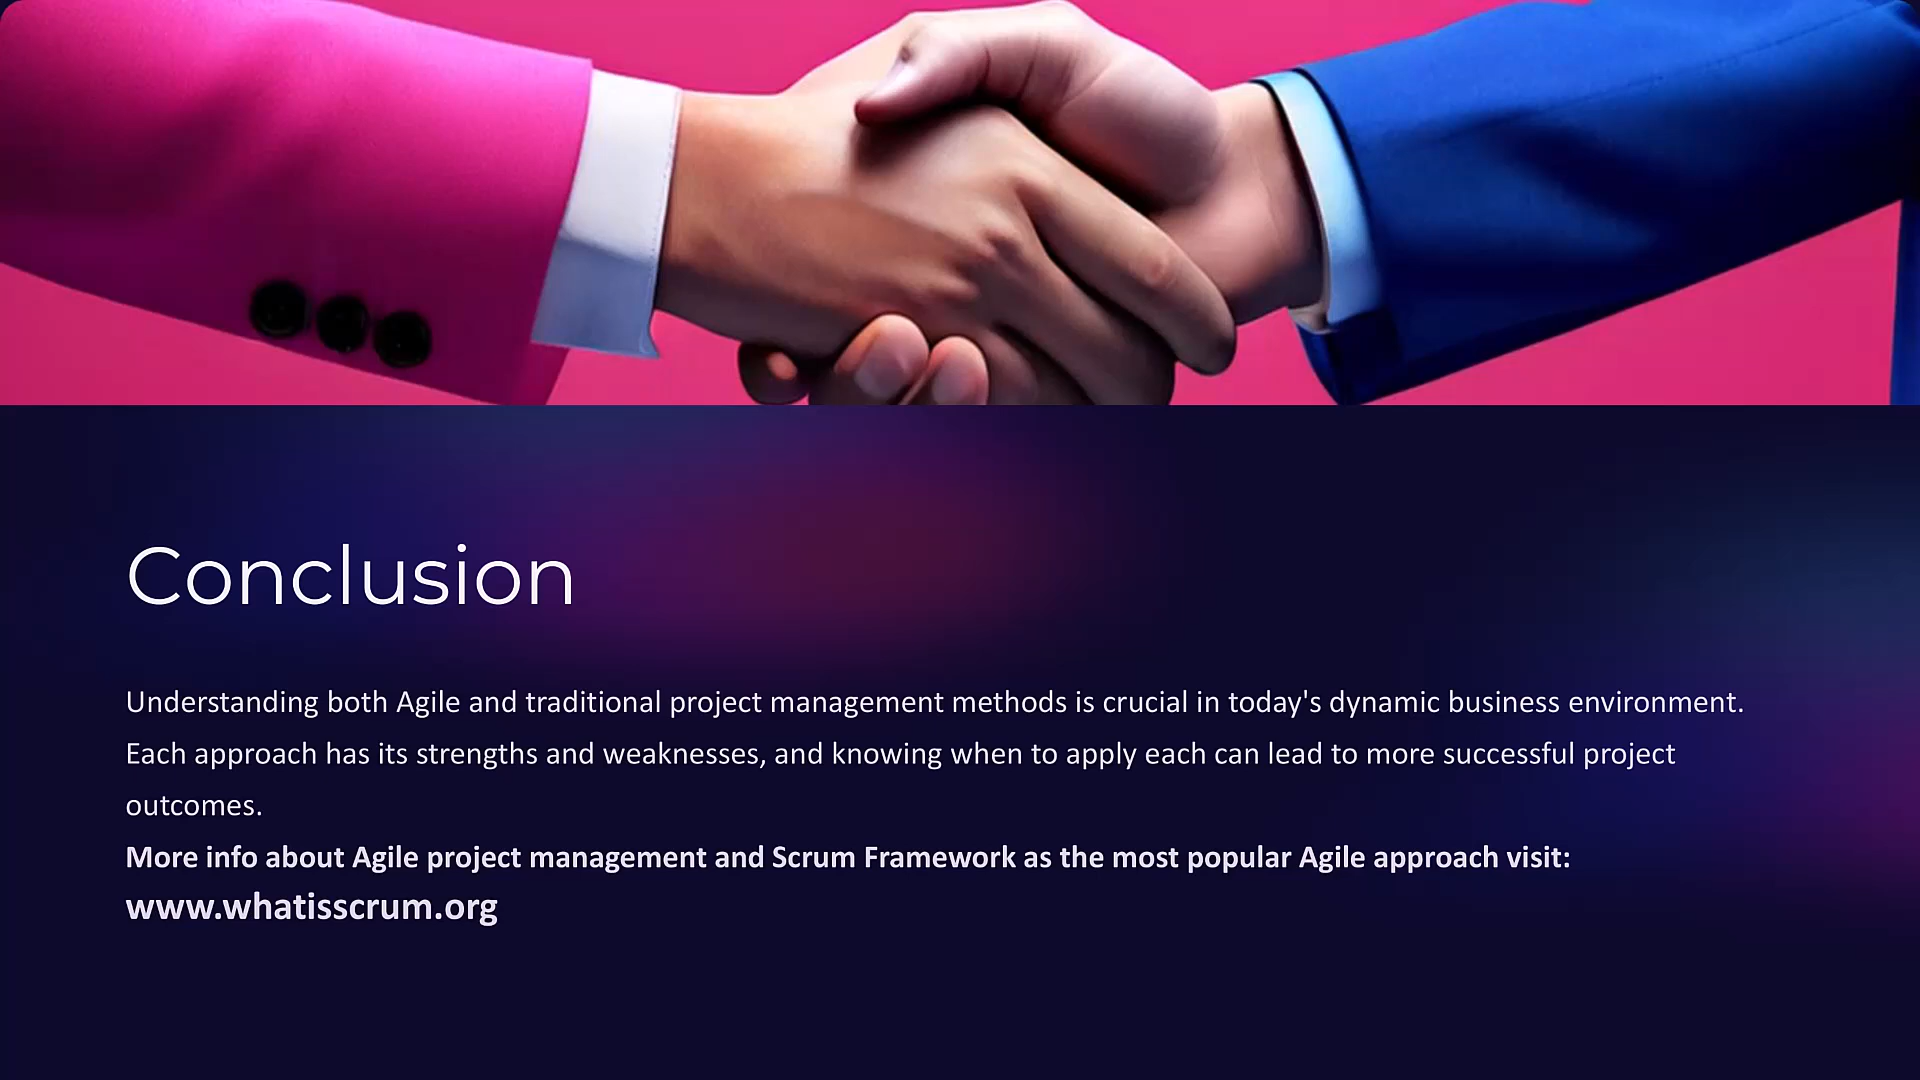 Conclusion
Understanding both Agile and traditional project management methods is crucial in today's dynamic business environment.
Each approach has its strengths and weaknesses, and knowing when to apply each can lead to more successful project
outcomes.
More info about Agile project management and Scrum Framework as the most popular Agile approach visit:
www.whatisscrum.org